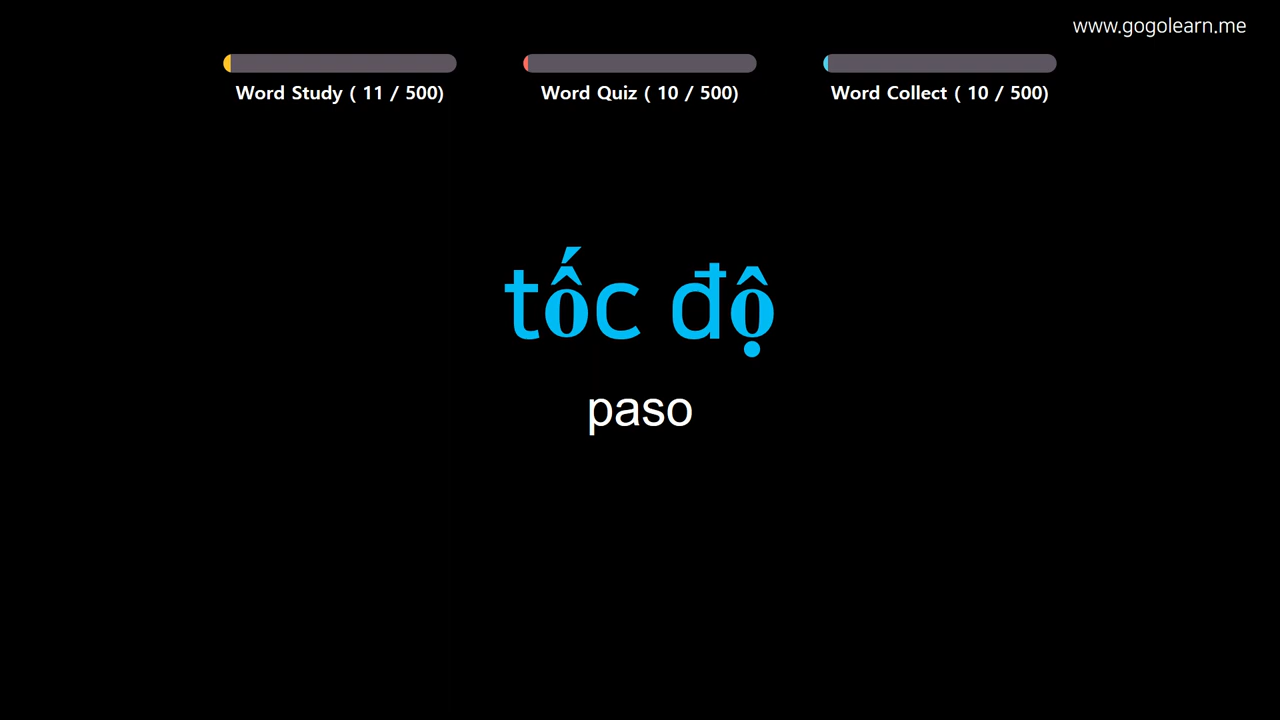 www.gogolearn.me
Word Study ( 11 / 500)
Word Quiz ( 10 / 500)
Word Collect ( 10 / 500)
tốc độ
paso